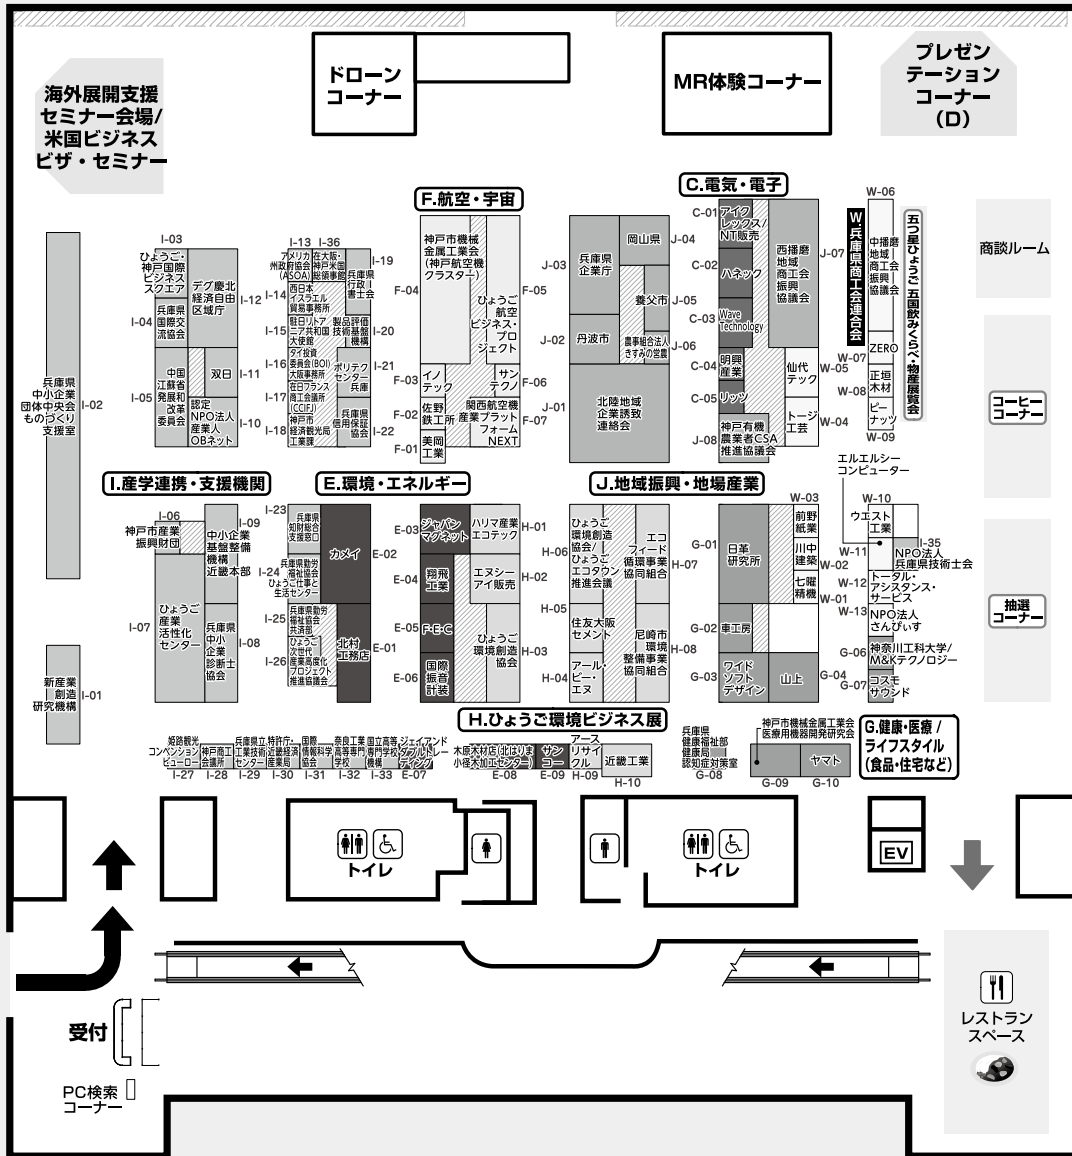 海外展開支援
セミナー会場/
米国ビジネス
ビザ・セミナー
ドローン
コーナー
MR体験コーナー
プレゼン
テーション
コーナー
(D)
商談ルーム
コーヒー
コーナー
抽選
コーナー
兵庫県
中小企業
団体中央会
ものづくり
支援室
I-02
新産業
創造
研究機構
I-01
I-03
ひょうご・
神戸国際
ビジネス
スクエア
I-04
兵庫県
国際交
流協会
I-05
中国
江蘇省
発展和
改革
委員会
デグ慶北
経済自由
区域庁
I-12
双日
I-11
認定
NPO法人
産業人
OBネット
I-10
I-13
アメリカ
州政府協会
(ASOA)
I-36
在大阪・
神戸米国
総領事館
I-19
兵庫県
行政
書士会
I-14
西日本
イスラエル
貿易事務所
I-15
駐日リトア
ニア共和国
大使館
製品評価
技術基盤
機構
I-20
I-16
タイ投資
委員会(BOI)
大阪事務所
ポリテク
センター
兵庫
I-21
I-17
在日フランス
商工会議所
(CCIFJ)
I-18
神戸市
経済観光局
工業課
兵庫県
信用保証
協会
I-22
F.航空・宇宙
神戸市機械
金属工業会
(神戸航空機
クラスター)
F-04
ひょうご
航空
ビジネス・プロ
ジェクト
F-05
F-03
イノ
テック
サン
テクノ
F-06
F-02
佐野
鉄工所
関西航空機
産業プラット
フォーム
NEXT
F-07
F-01
美岡
工業
J-03
兵庫県
企業庁
岡山県
J-04
養父市
J-05
J-02
丹波市
農事組合法人
きすみの営農
J-06
J-01
北陸地域
企業誘致
連絡会
C.電気・電子
C-01
アイク
レックス/
NT販売
C-02
ハネック
C-03
Wave
Technology
C-04
明興
産業
C-05
リッツ
J-08
神戸有機
農業者CSA
推進協議会
西播磨
地域
商工会
振興
協議会
J-07
仙代
テック
W-05
トージ
工芸
W-04
W 兵庫県商工会連合会
W-06
中播磨
地域
商工会
振興
協議会
W-07
ZERO
W-08
正垣
木材
ピー
ナッツ
W-09
五つ星ひょうご 五国飲みくらべ・物産展覧会
I.産学連携・支援機関
E.環境・エネルギー
J.地域振興・地場産業
エルエルシー
コンピューター
I-06
神戸市産業
振興財団
I-09
中小企業
基盤整備
機構
近畿本部
I-07
ひょうご
産業
活性化
センター
兵庫県
中小
企業
診断士
協会
I-08
I-23
兵庫県
知財総合
支援窓口
I-24
兵庫県勤労
福祉協会
ひょうご仕事と
生活センター
I-25
兵庫県勤労
福祉協会
共済部
I-26
ひょうご
次世代
産業高度化
プロジェクト
推進協議会
カメイ
E-02
北村
工務店
E-01
E-03
ジャパン
マグネット
ハリマ産業
エコテック
H-01
E-04
翔飛
工業
エヌシー
アイ販売
H-02
E-05
F・E・C
ひょうご
環境創造
協会
H-03
E-06
国際
振音
計装
H-06
ひょうご
環境創造
協会/
ひょうご
エコタウン
推進会議
エコ
フィード
循環事業
協同組合
H-07
H-05
住友大阪
セメント
尼崎市
環境事業
整備協同
組合
H-08
H-04
アール・
ピー・
エヌ
G-01
日革
研究所
W-03
前野
紙業
川中
建築
W-02
七曜
精機
W-01
G-02
車工房
G-03
ワイド
ソフト
デザイン
山上
G-04
W-10
ウエスト
工業
I-35
W-11
NPO法人
兵庫県技術士会
W-12
トータル・
アシスタンス・
サービス
W-13
NPO法人
さんぴぃす
G-06
神奈川工科大学/
M&Kテクノロジー
G-07
コスモ
サウンド
H.ひょうご環境ビジネス展
G.健康・医療/
ライフスタイル
(食品・住宅など)
姫路観光
コンベンション
ビューロー
I-27
神戸商工
会議所
I-28
兵庫県立
工業技術
センター
I-29
特許庁・
近畿経済
産業局
I-30
国際
情報科学
協会
I-31
奈良工業
高等専門
学校
I-32
国立高等
専門学校
機構
I-33
ジェイアンド
ダブルトレー
ディング
E-07
木原木材店(北はりま
小径木加工センター)
E-08
サン
コー
E-09
アース
リサイ
クル
H-09
近畿工業
H-10
兵庫県
健康福祉部
健康局
認知症対策室
G-08
神戸市機械金属工業会
医療用機器開発研究会
G-09
ヤマト
G-10
トイレ
トイレ
EV
受付
PC検索
コーナー
レストラン
スペース